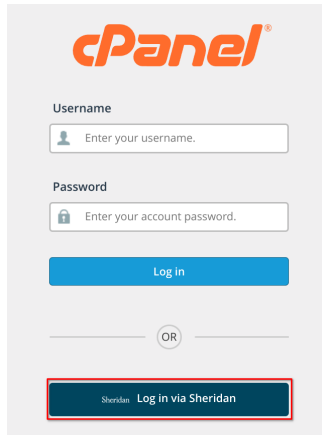 cPanel®
Username
Enter your username.
Password
Enter your account password.
Log in
OR
Sheridan Log in via Sheridan